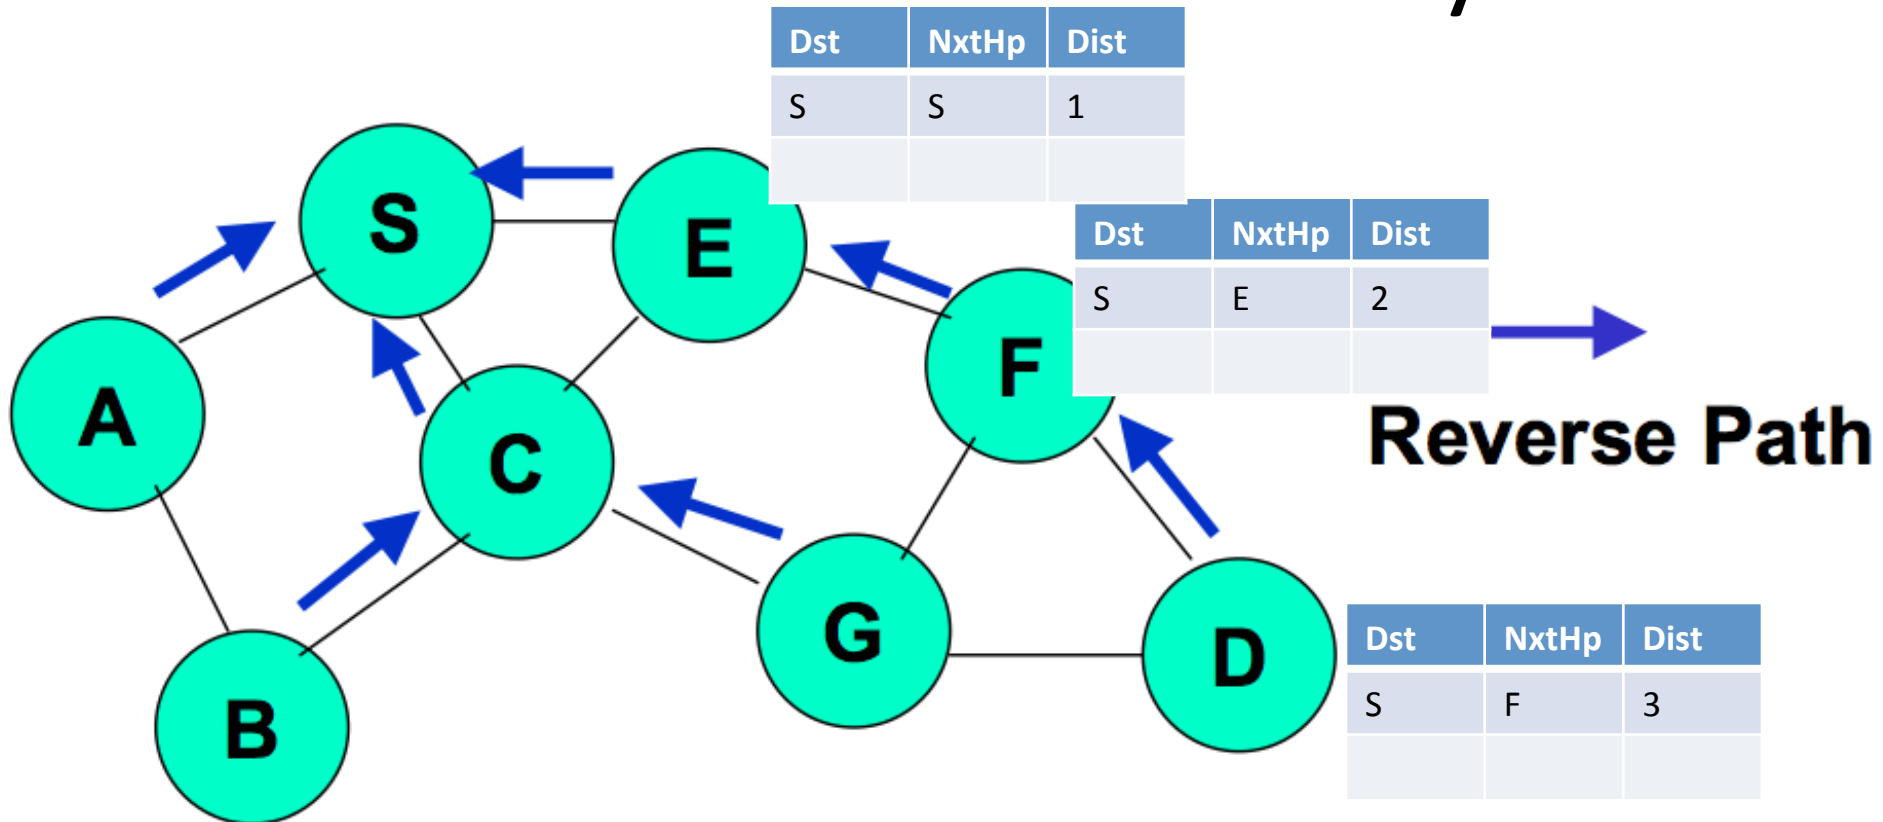 Dst NxtHp Dist
S S 1
S
E
Dst NxtHp Dist
S E 2
F
A
Reverse Path
C
G
D
Dst NxtHp Dist
S F 3
B